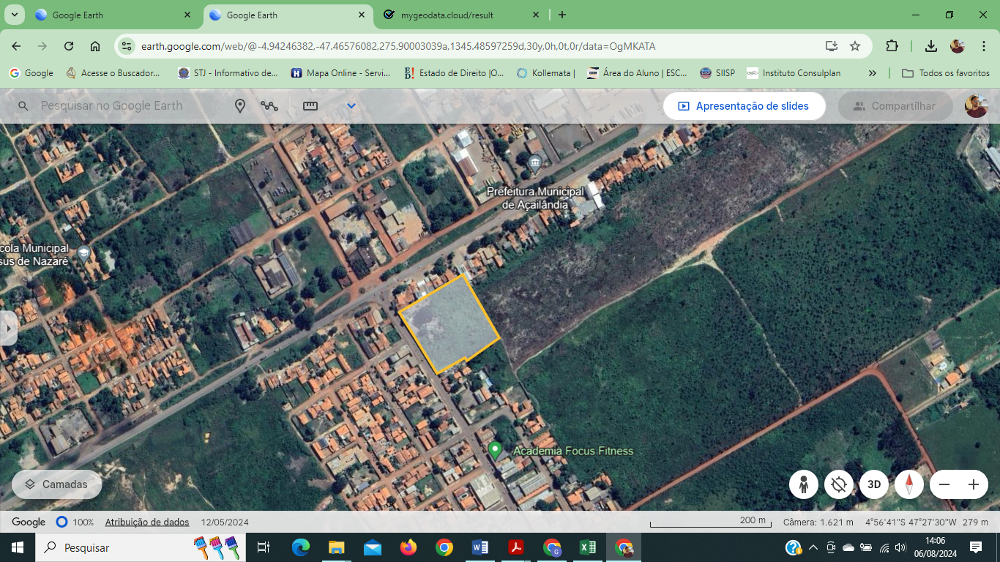 Google Earth
Google Earth
mygeodata.cloud/result
earth.google.com/web/@-4.94246382,-47.46576082,275.90003039a,1345.48597259d,30y,0h,0t,0r/data=OgMKATA
Google
Acesse o Buscador...
STJ - Informativo de...
Mapa Online - Servi...
Estado de Direito |O...
Kollemata |
Área do Aluno | ESC...
SIISP
Instituto Consulplan
»
Todos os favoritos
Pesquisar no Google Earth
Apresentação de slides
Compartilhar
Prefeitura Municipal
de Açailândia
cola Municipal
sus de Nazaré
Academia Focus Fitness
Camadas
3D
Google
100%
Atribuição de dados
12/05/2024
200 m
Câmera: 1.621 m
4°56'41"S 47°27'30"W
279 m
Pesquisar
14:06
06/08/2024